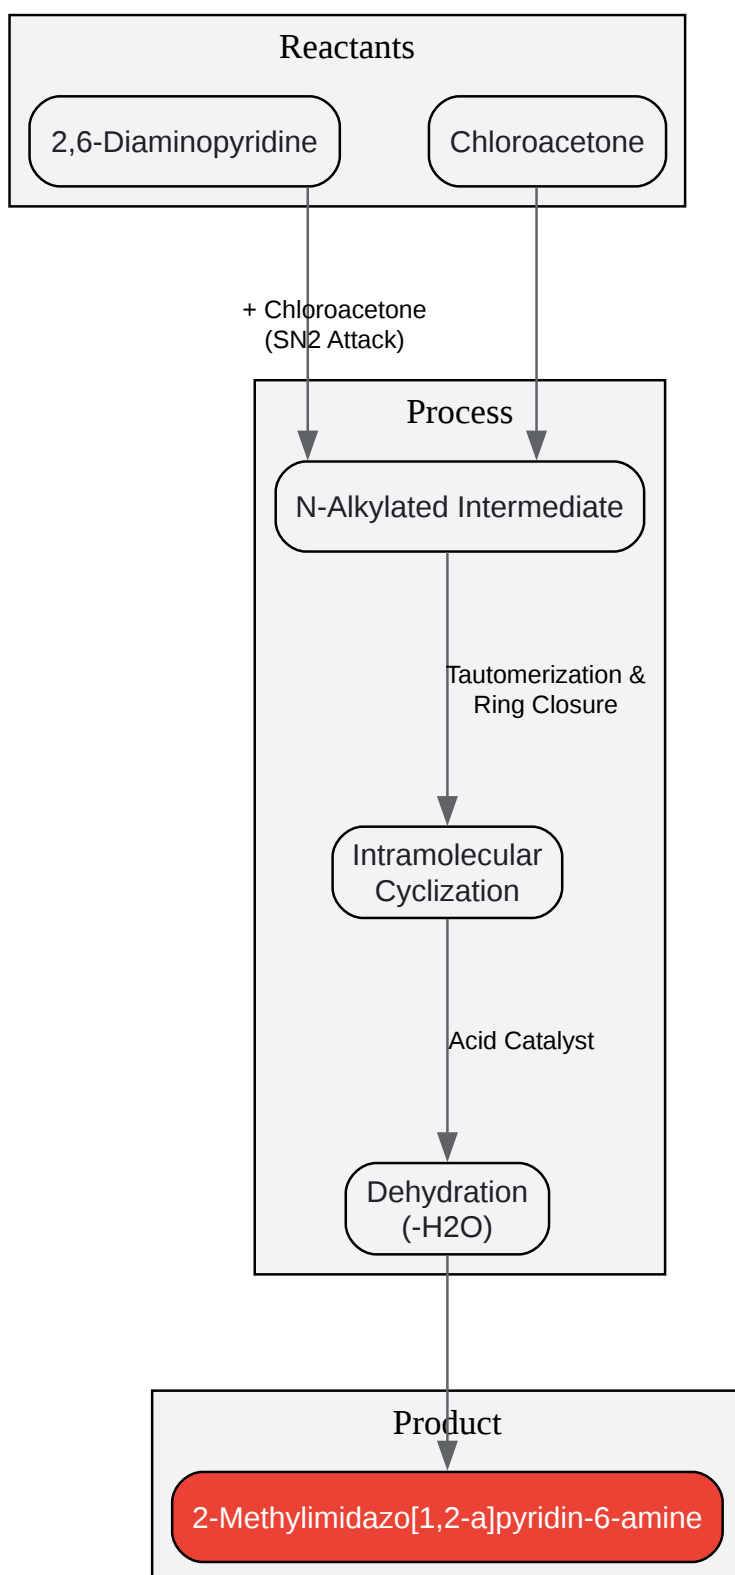 Reactants
2,6-Diaminopyridine
Chloroacetone
+ Chloroacetone
(SN2 Attack)
Process
N-Alkylated Intermediate
Tautomerization &
Ring Closure
Intramolecular
Cyclization
Acid Catalyst
Dehydration
(-H2O)
Product
2-Methylimidazo[1,2-a]pyridin-6-amine